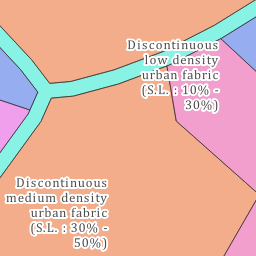 Discontinuous
low density
urban fabric
(S.L. : 10% -
30%)
Discontinuous
medium density
urban fabric
(S.L. : 30% -
50%)